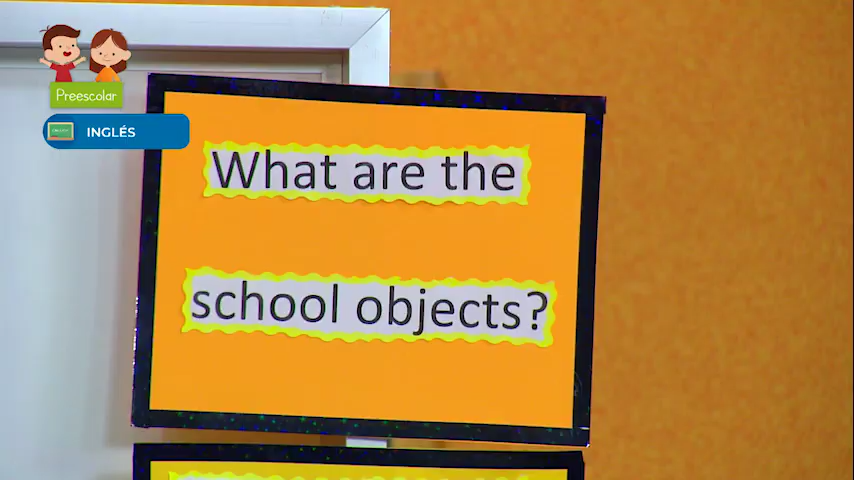 Preescolar
INGLÉS
What are the
school objects?